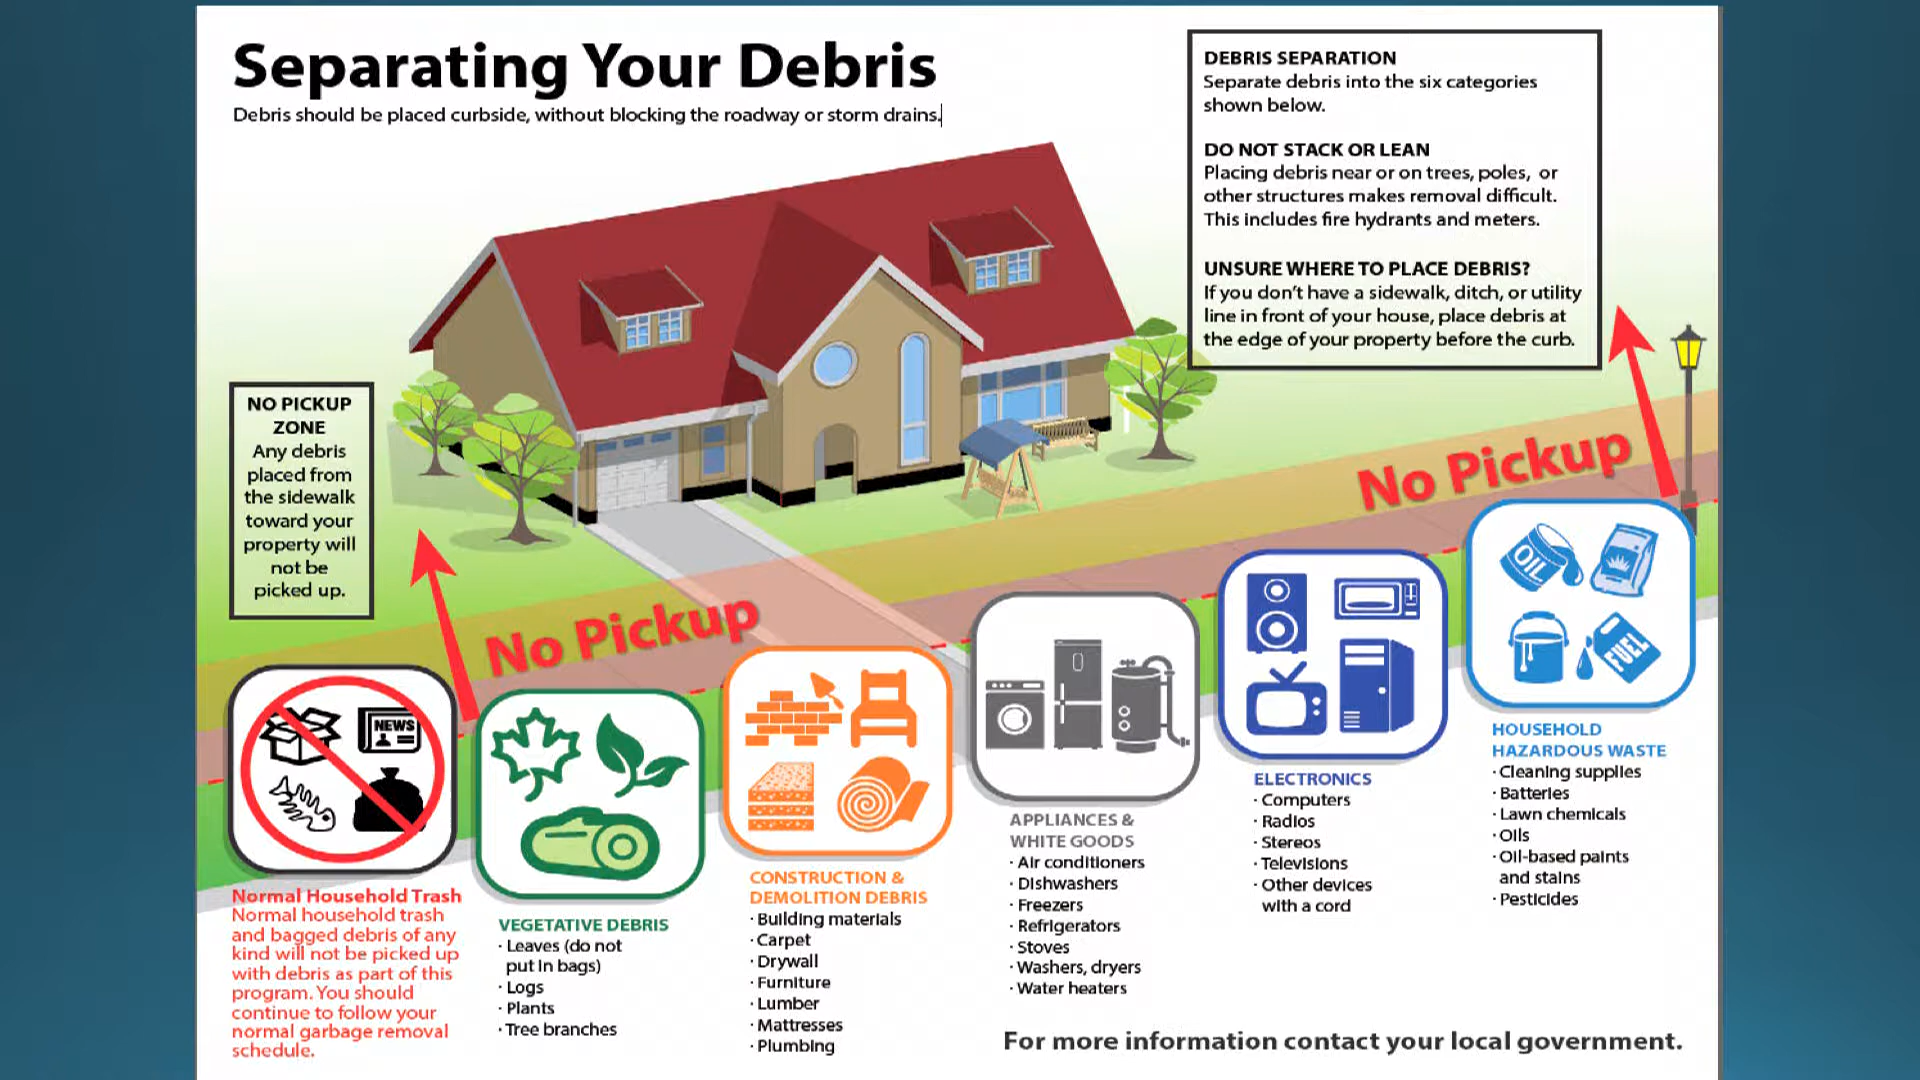 Separating Your Debris
Debris should be placed curbside, without blocking the roadway or storm drains.
DEBRIS SEPARATION
Separate debris into the six categories
shown below.
DO NOT STACK OR LEAN
Placing debris near or on trees, poles, or
other structures makes removal difficult.
This includes fire hydrants and meters.
UNSURE WHERE TO PLACE DEBRIS?
If you don't have a sidewalk, ditch, or utility
line in front of your house, place debris at
the edge of your property before the curb.
NO PICKUP
ZONE
Any debris
placed from
the sidewalk
toward your
property will
not be
picked up.
No Pickup
No Pickup
NEWS
OIL
FUEL
Normal Household Trash
Normal household trash
and bagged debris of any
kind will not be picked up
with debris as part of this
program. You should
continue to follow your
normal garbage removal
schedule.
VEGETATIVE DEBRIS
· Leaves (do not
put in bags)
· Logs
· Plants
· Tree branches
CONSTRUCTION &
DEMOLITION DEBRIS
· Building materials
· Carpet
· Drywall
· Furniture
· Lumber
· Mattresses
· Plumbing
APPLIANCES &
WHITE GOODS
· Air conditioners
· Dishwashers
· Freezers
· Refrigerators
· Stoves
· Washers, dryers
· Water heaters
ELECTRONICS
· Computers
· Radios
· Stereos
· Televisions
· Other devices
with a cord
HOUSEHOLD
HAZARDOUS WASTE
· Cleaning supplies
· Batteries
· Lawn chemicals
· Oils
· Oil-based paints
and stains
· Pesticides
For more information contact your local government.